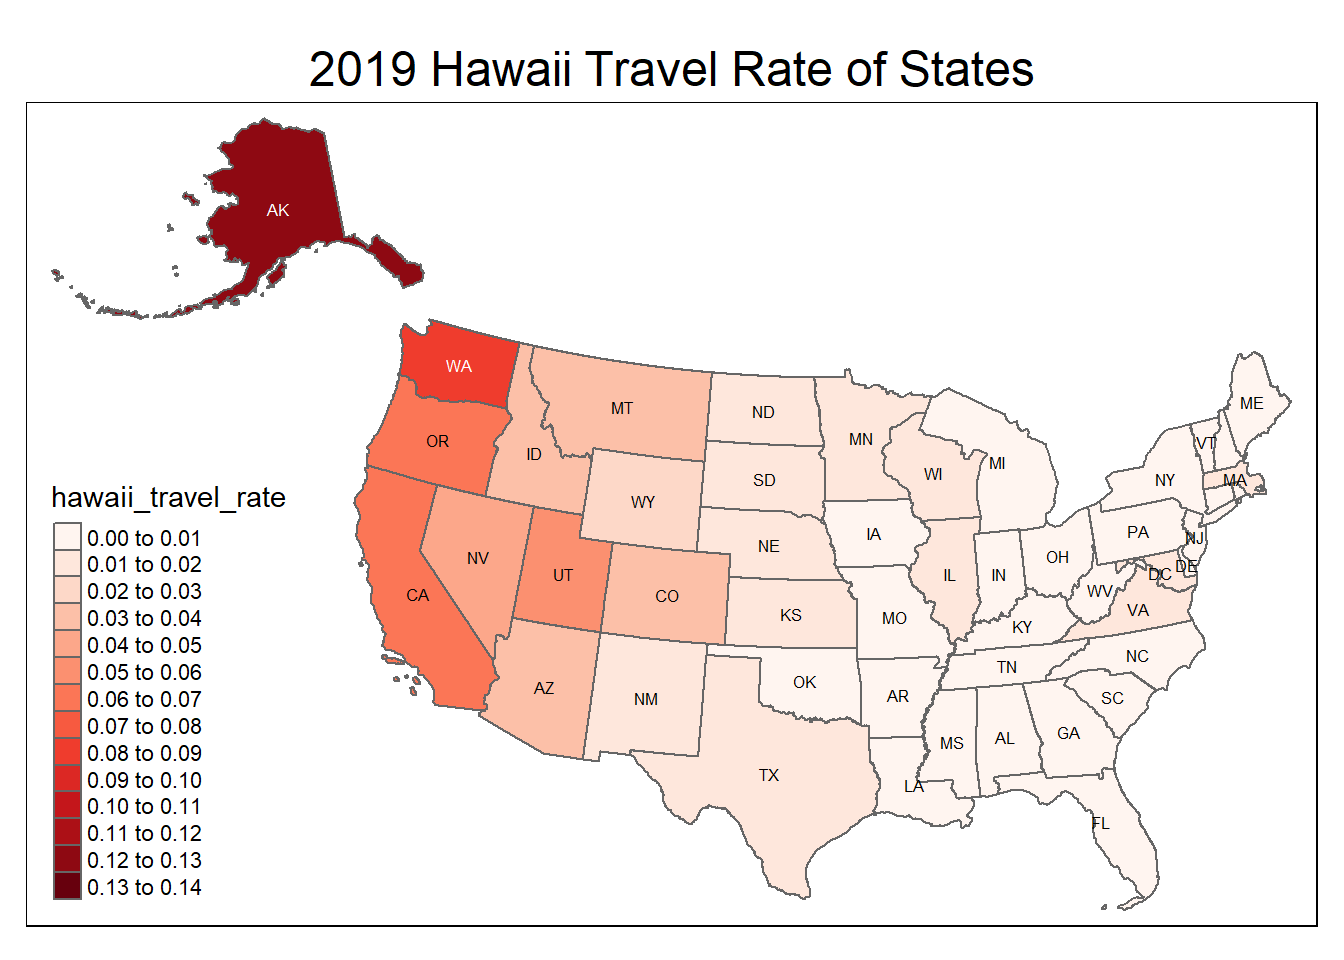 2019 Hawaii Travel Rate of States
AK
WA
MT
ND
MN
ME
OR
ID
WI
MI
VT
NY
MA
WY
SD
hawaii_travel_rate
0.00 to 0.01
0.01 to 0.02
0.02 to 0.03
0.03 to 0.04
0.04 to 0.05
0.05 to 0.06
0.06 to 0.07
0.07 to 0.08
0.08 to 0.09
0.09 to 0.10
0.10 to 0.11
0.11 to 0.12
0.12 to 0.13
0.13 to 0.14
IA
PA
NJ
NE
NV
UT
CO
CA
IL
IN
OH
WV
DC
DE
KS
MO
KY
VA
AZ
NM
OK
AR
TN
NC
SC
TX
MS
AL
GA
LA
FL